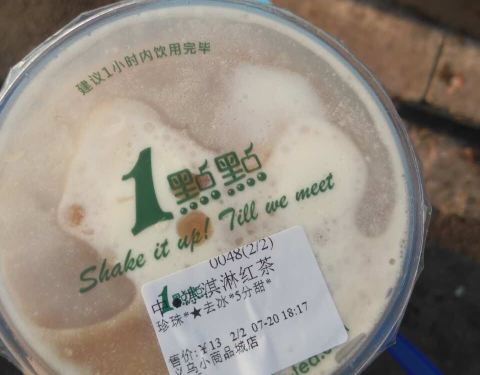 建议1小时内饮用完毕
1點點
Shake it up! Till we meet
0048(2/2)
中●冰淇淋红茶
珍珠*★去冰*5分甜*
售价:￥13 2/2 07-20 18:17
义乌小商品城店